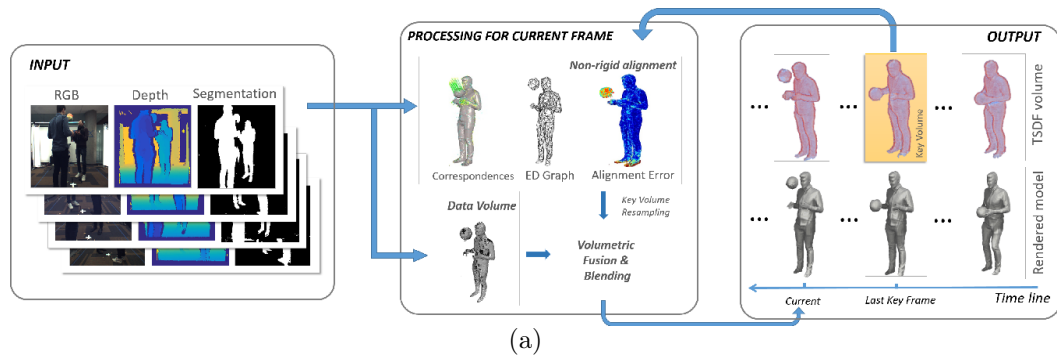 INPUT
RGB Depth Segmentation
PROCESSING FOR CURRENT FRAME
Non-rigid alignment
Correspondences ED Graph Alignment Error
Data Volume
Key Volume
Resampling
Volumetric
Fusion &
Blending
OUTPUT
... ... ...
Key Volume
TSDF volume
... ... ...
Rendered model
Current Last Key Frame Time line
(a)